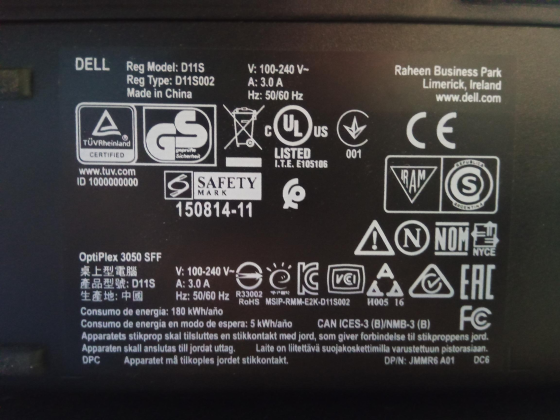 DELL
Reg Model: D11S
Reg Type: D11S002
Made in China
V: 100-240 V~
A: 3.0 A
Hz: 50/60 Hz
Raheen Business Park
Limerick, Ireland
www.dell.com
TÜVRheinland
CERTIFIED
www.tuv.com
ID 1000000000
GS
geprüfte
Sicherheit
C UL US
LISTED
I.T.E. E105106
001
CE
SAFETY
MARK
150814-11
IRAM
S
N
NOM
NYCE
OptiPlex 3050 SFF
桌上型電腦
產品型號: D11S
生產地: 中國
V: 100-240 V~
A: 3.0 A
Hz: 50/60 Hz
R33002
RoHS
MSIP-RMM-E2K-D11S002
VCCI
H005 16
EAC
FC
Consumo de energía: 180 kWh/año
Consumo de energía en modo de espera: 5 kWh/año
CAN ICES-3 (B)/NMB-3 (B)
Apparatets stikprop skal tilsluttes en stikkontakt med jord, som giver forbindelse til stikproppens jord.
Apparaten skall anslutas till jordat uttag. Laite on liitettävä suojakoskettimilla varustettuun pistorasiaan.
DPC Apparatet må tilkoples jordet stikkontakt. DP/N: JMMR6 A01 DC6